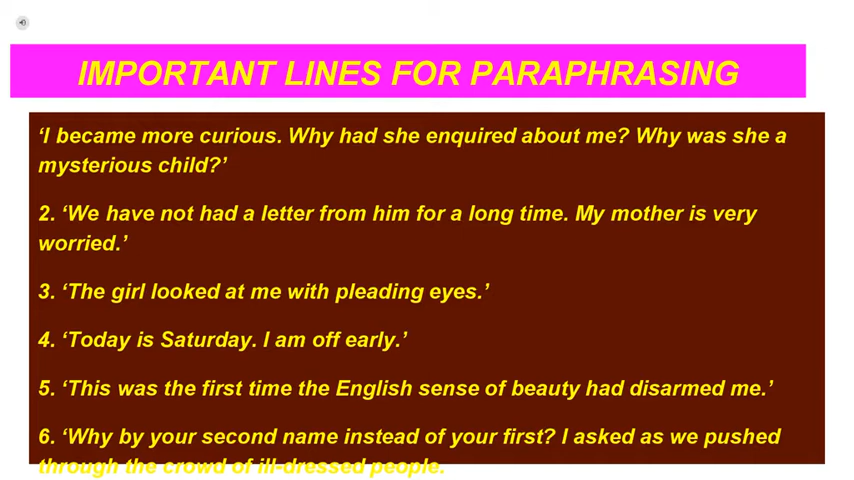 IMPORTANT LINES FOR PARAPHRASING
‘I became more curious. Why had she enquired about me? Why was she a
mysterious child?’
2. ‘We have not had a letter from him for a long time. My mother is very
worried.’
3. ‘The girl looked at me with pleading eyes.’
4. ‘Today is Saturday. I am off early.’
5. ‘This was the first time the English sense of beauty had disarmed me.’
6. ‘Why by your second name instead of your first? I asked as we pushed
through the crowd of ill-dressed people.